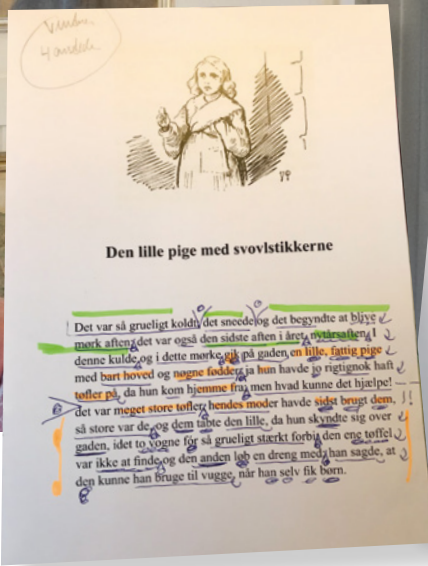 Den lille pige med svovlstikkerne
Det var så grueligt koldt; det sneede og det begyndte at blive
mørk aften; det var også den sidste aften i året, nytårsaften. I
denne kulde og i dette mørke gik på gaden en lille, fattig pige
med bart hoved og nøgne fødder; ja hun havde jo rigtignok haft
tøfler på, da hun kom hjemme fra; men hvad kunne det hjælpe!
det var meget store tøfler, hendes moder havde sidst brugt dem,
så store var de, og dem tabte den lille, da hun skyndte sig over
gaden, idet to vogne fór så grueligt stærkt forbi; den ene tøffel
var ikke at finde og den anden løb en dreng med; han sagde, at
den kunne han bruge til vugge, når han selv fik børn.